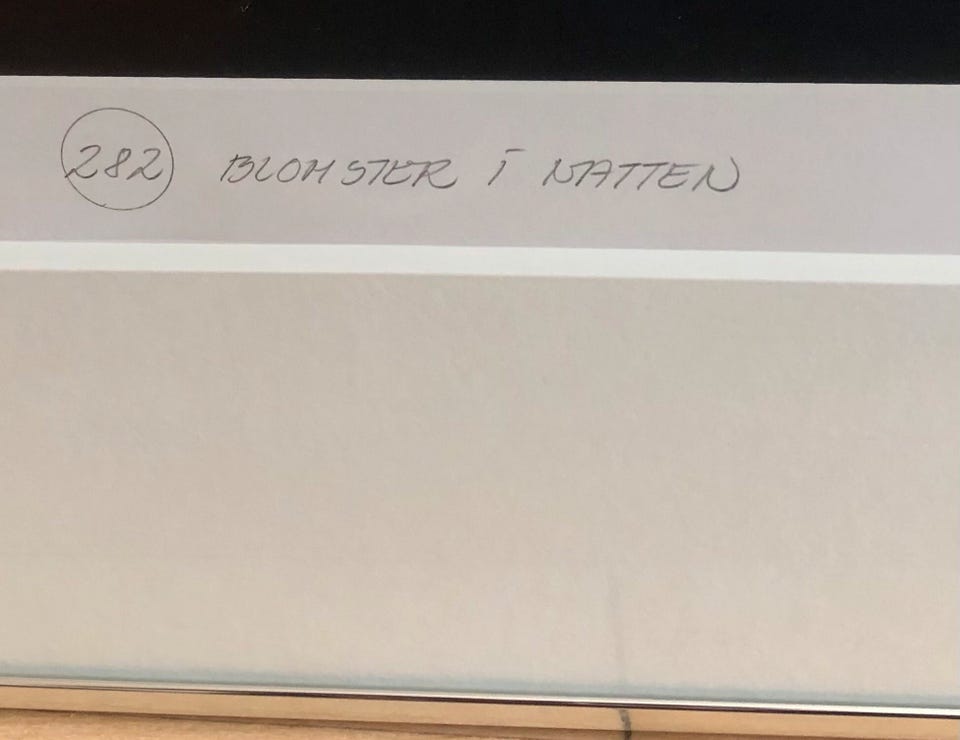 282 BLOMSTER I NATTEN